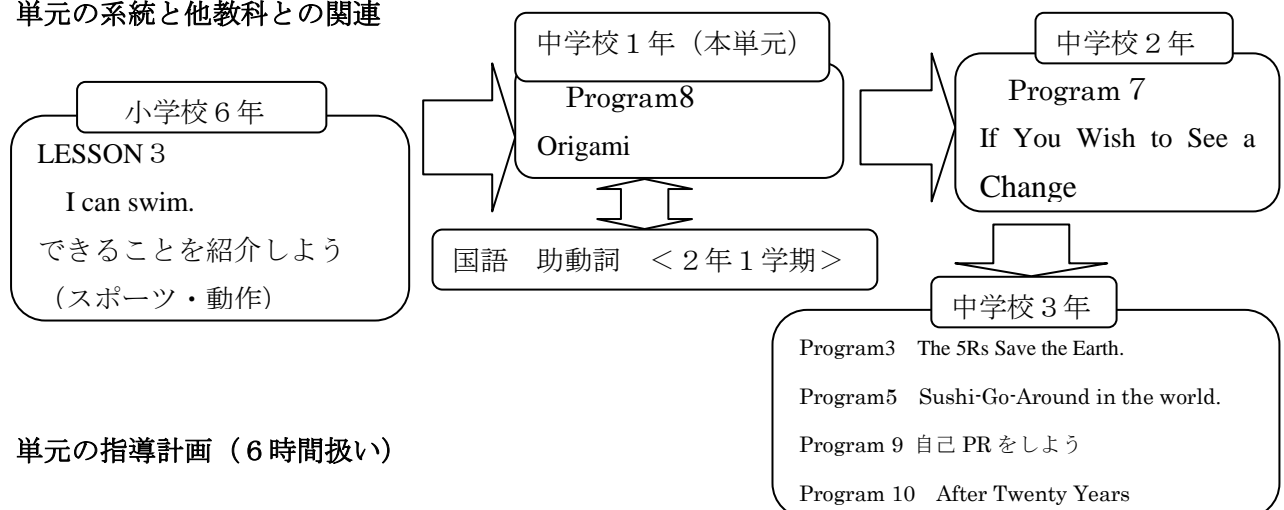 単元の系統と他教科との関連
小学校６年
LESSON３
I can swim.
できることを紹介しよう
（スポーツ・動作）
中学校１年（本単元）
Program8
Origami
国語　助動詞　＜２年１学期＞
中学校２年
Program７
If You Wish to See a
Change
中学校３年
Program3　The 5Rs Save the Earth.
Program5　Sushi-Go-Around in the world.
Program 9 自己 PR をしよう
Program 10　After Twenty Years
単元の指導計画（６時間扱い）